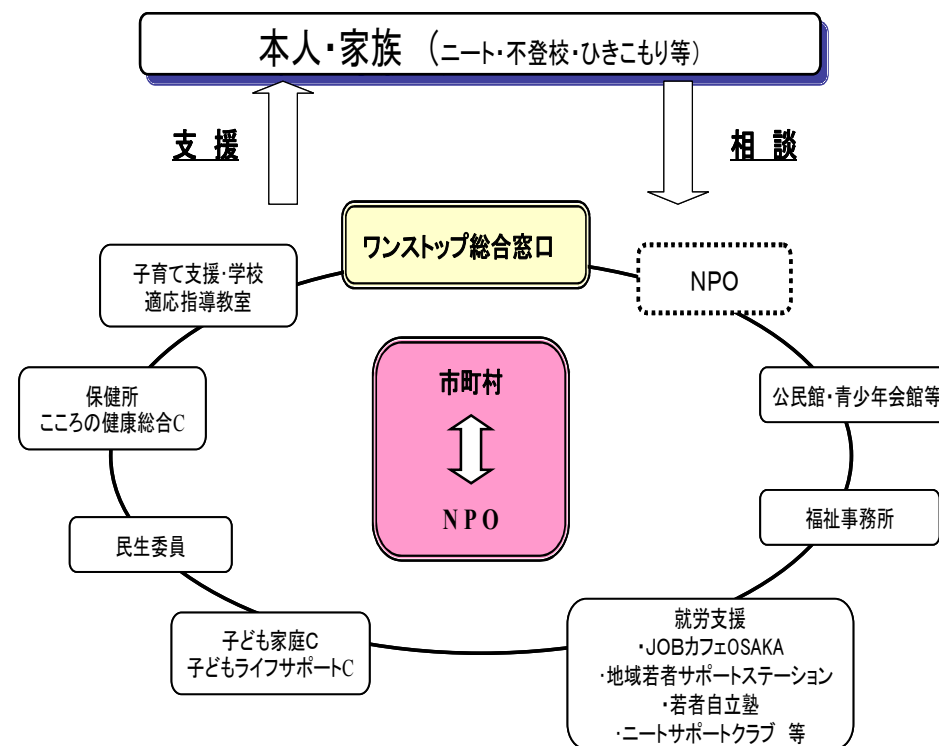 本人・家族 (ニート・不登校・ひきこもり等)
支 援
相 談
ワンストップ総合窓口
子育て支援・学校
適応指導教室
NPO
市町村
NPO
保健所
こころの健康総合C
公民館・青少年会館等
民生委員
福祉事務所
子ども家庭C
子どもライフサポートC
就労支援
・JOBカフェOSAKA
・地域若者サポートステーション
・若者自立塾
・ニートサポートクラブ 等